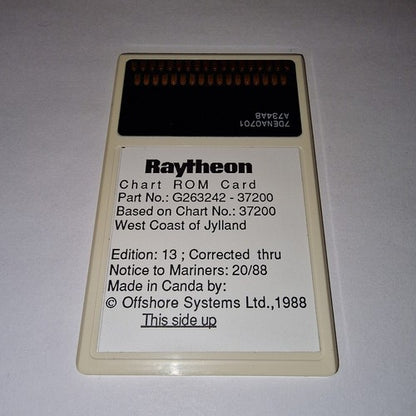 7DENA0701
A734AB
Raytheon
Chart ROM Card
Part No.: G263242 - 37200
Based on Chart No.: 37200
West Coast of Jylland
Edition: 13 ; Corrected thru
Notice to Mariners: 20/88
Made in Canda by:
© Offshore Systems Ltd.,1988
This side up